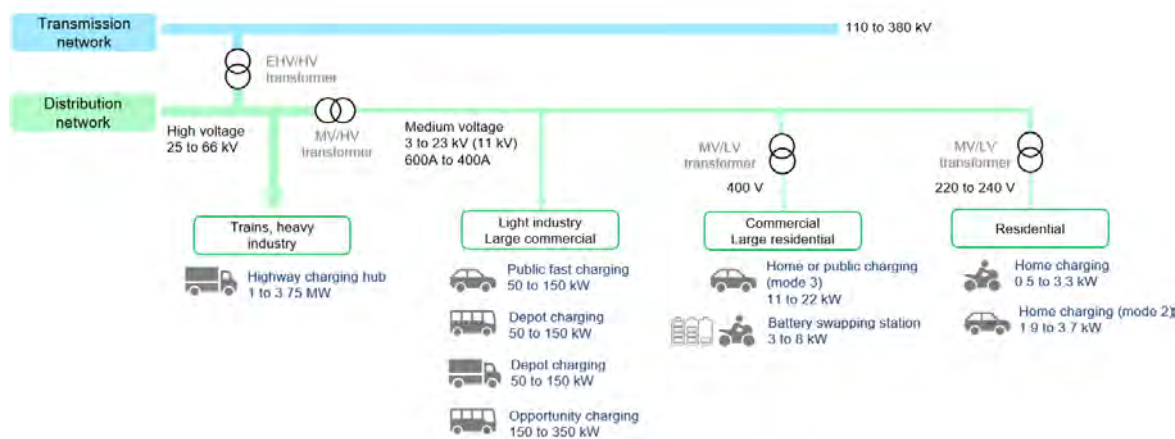 Transmission
network
110 to 380 kV
EHV/HV
transformer
Distribution
network
High voltage
25 to 66 kV
MV/HV
transformer
Medium voltage
3 to 23 kV (11 kV)
600A to 400A
MV/LV
transformer
400 V
MV/LV
transformer
220 to 240 V
Trains, heavy
industry
Highway charging hub
1 to 3.75 MW
Light industry
Large commercial
Public fast charging
50 to 150 kW
Depot charging
50 to 150 kW
Depot charging
50 to 150 kW
Opportunity charging
150 to 350 kW
Commercial
Large residential
Home or public charging
(mode 3)
11 to 22 kW
Battery swapping station
3 to 8 kW
Residential
Home charging
0.5 to 3.3 kW
Home charging (mode 2)
1.9 to 3.7 kW